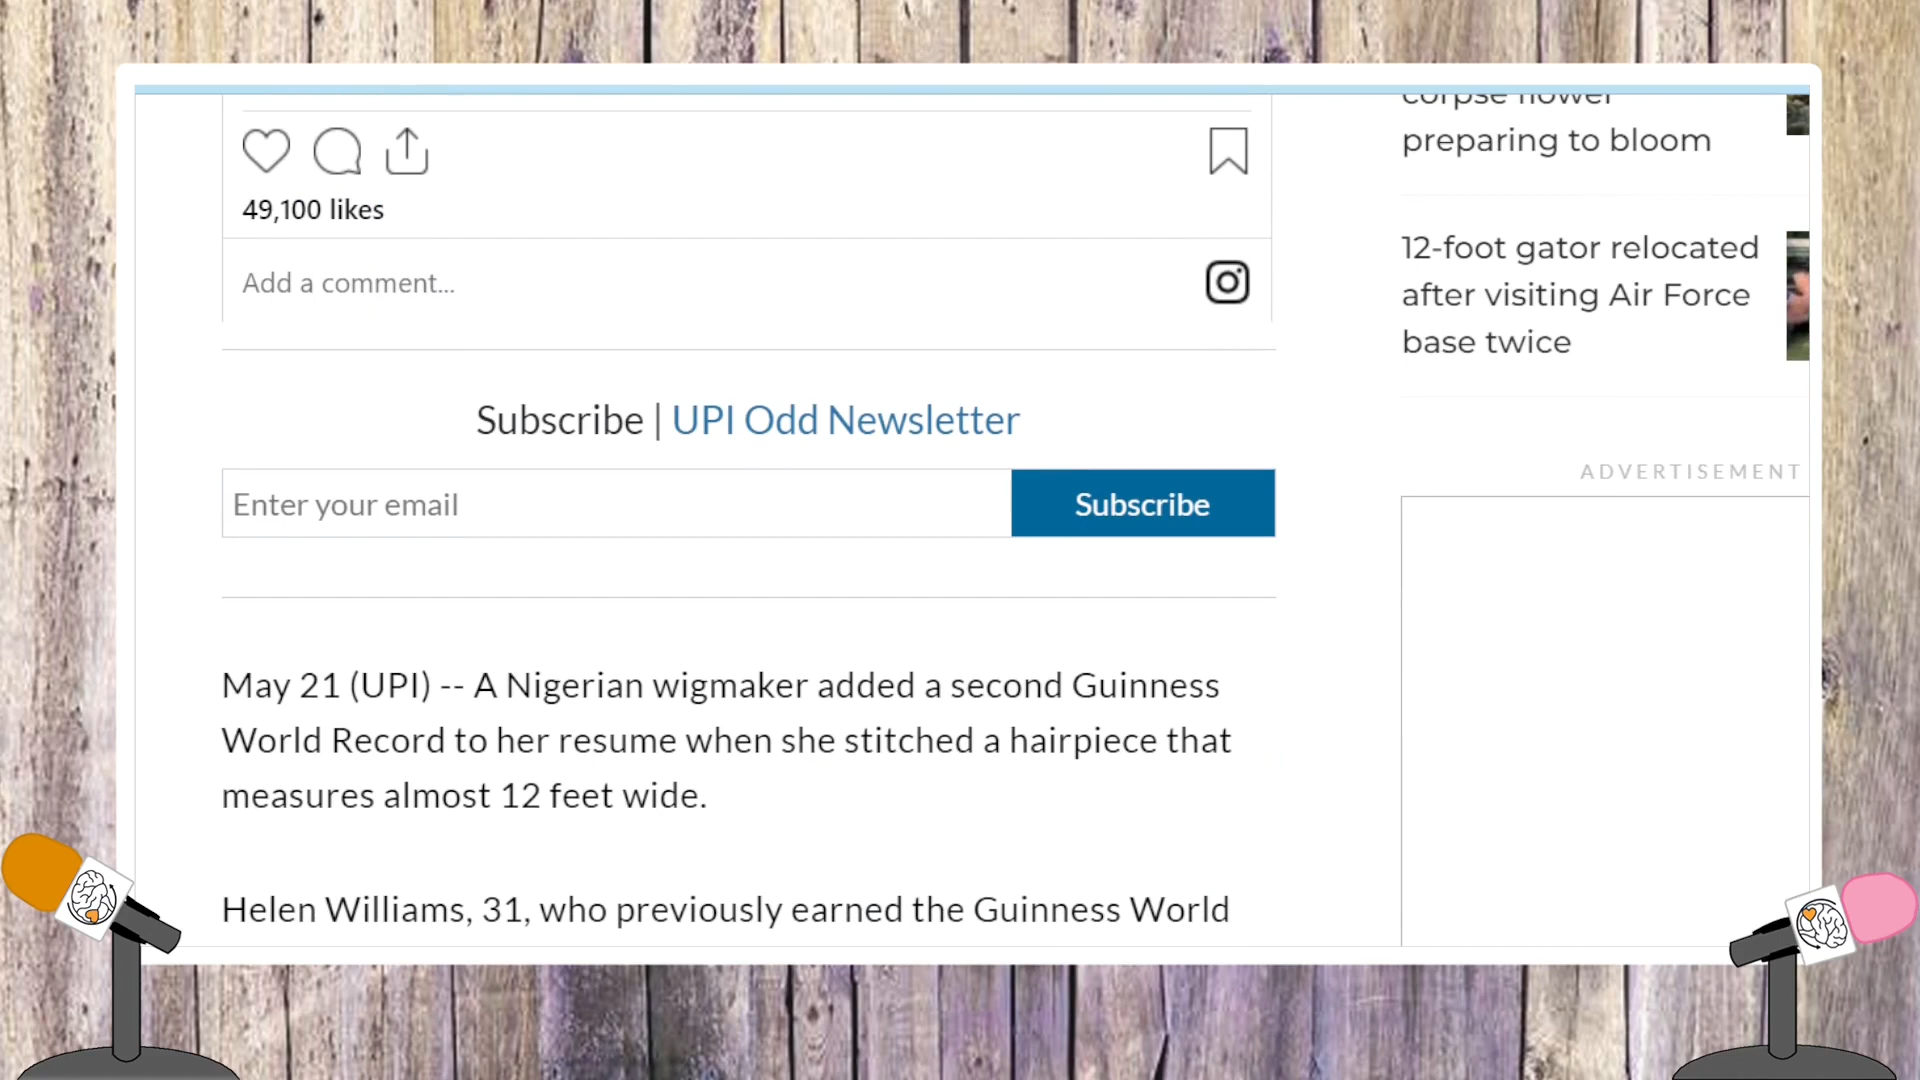 49,100 likes
Add a comment...
Subscribe | UPI Odd Newsletter
Enter your email
Subscribe
May 21 (UPI) -- A Nigerian wigmaker added a second Guinness
World Record to her resume when she stitched a hairpiece that
measures almost 12 feet wide.
Helen Williams, 31, who previously earned the Guinness World
corpse flower
preparing to bloom
12-foot gator relocated
after visiting Air Force
base twice
ADVERTISEMENT